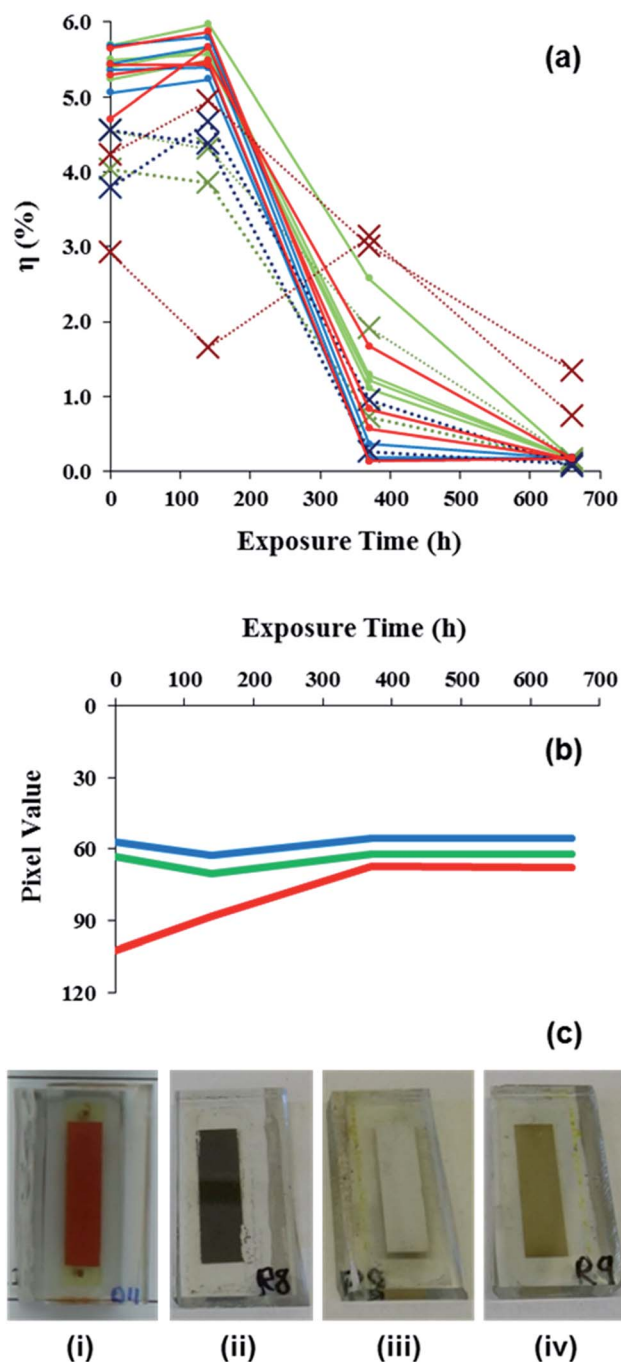 (a)
6.0
5.0
4.0
3.0
2.0
1.0
0.0
η (%)
0 100 200 300 400 500 600 700
Exposure Time (h)
Exposure Time (h)
0 100 200 300 400 500 600 700
0
30
60
90
120
Pixel Value
(b)
(c)
R8
R9
(i) (ii) (iii) (iv)